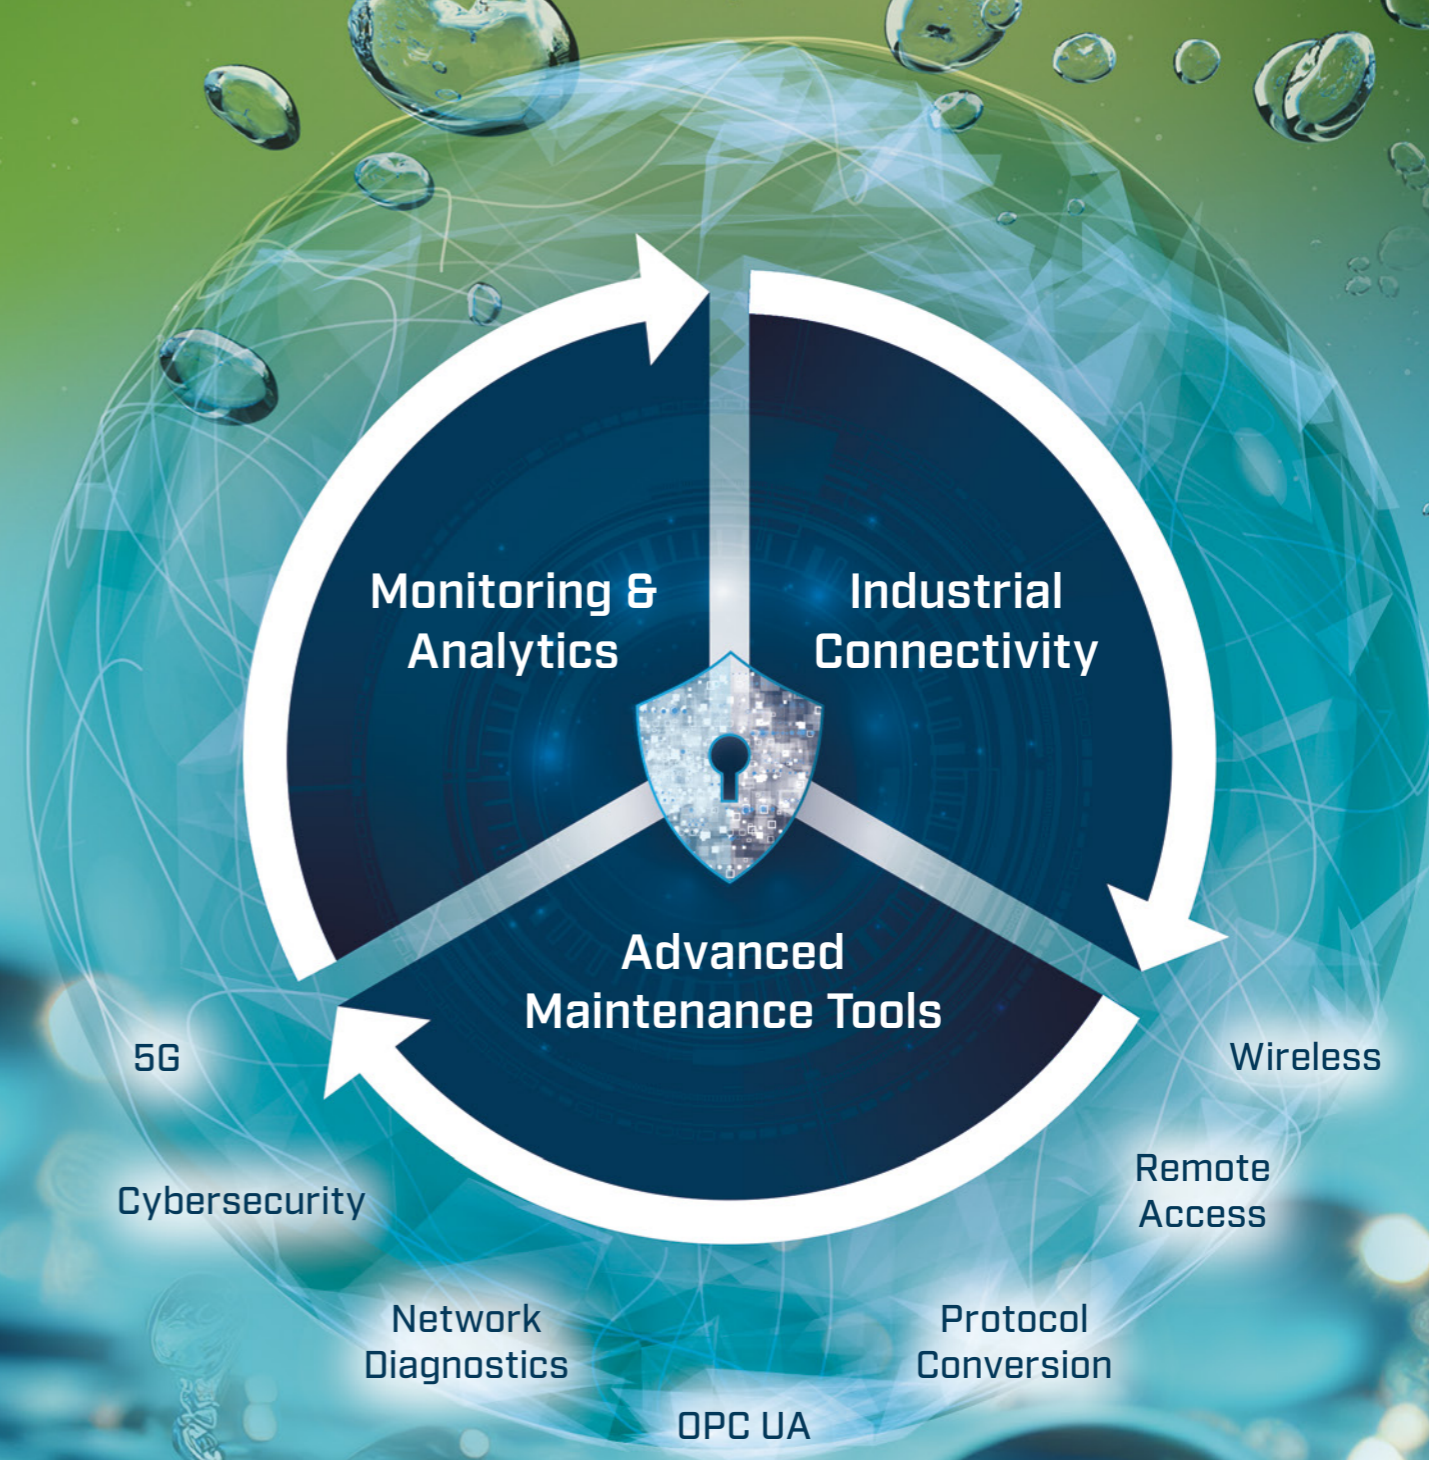 Monitoring &
Analytics
Industrial
Connectivity
Advanced
Maintenance Tools
5G
Cybersecurity
Network
Diagnostics
OPC UA
Protocol
Conversion
Remote
Access
Wireless